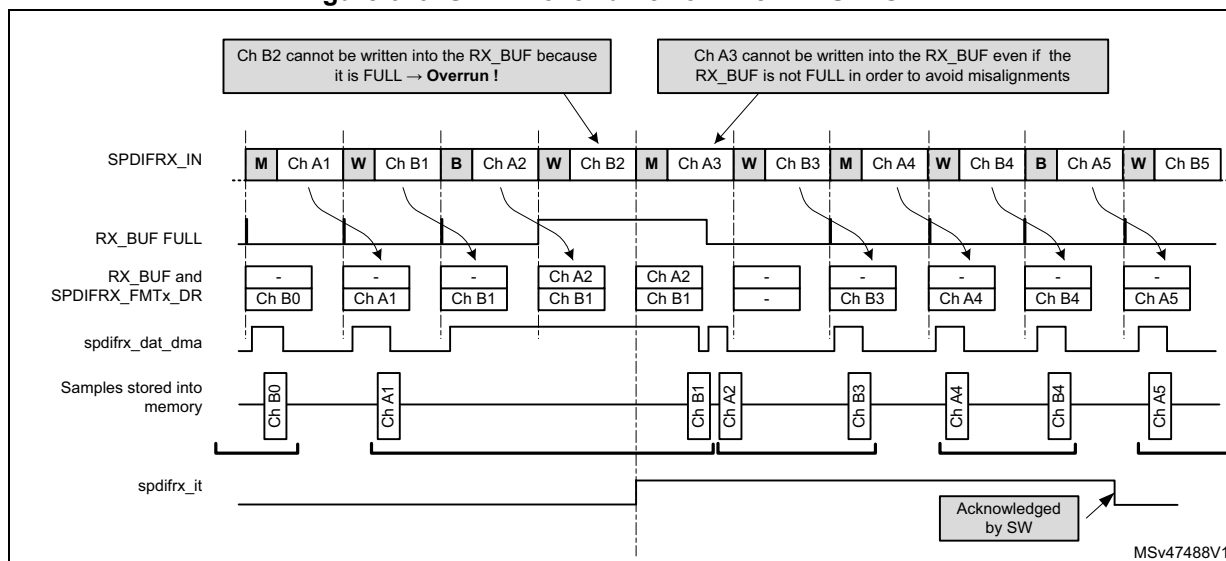 Ch B2 cannot be written into the RX_BUF because
it is FULL → Overrun !
Ch A3 cannot be written into the RX_BUF even if the
RX_BUF is not FULL in order to avoid misalignments
SPDIFRX_IN
M Ch A1 W Ch B1 B Ch A2 W Ch B2 M Ch A3 W Ch B3 M Ch A4 W Ch B4 B Ch A5 W Ch B5
RX_BUF FULL
RX_BUF and
SPDIFRX_FMTx_DR
- - - Ch A2 Ch A2 - - - - -
Ch B0 Ch A1 Ch B1 Ch B1 Ch B1 - Ch B3 Ch A4 Ch B4 Ch A5
spdifrx_dat_dma
Samples stored into
memory
Ch B0 Ch A1 Ch B1 Ch A2 Ch B3 Ch A4 Ch B4 Ch A5
spdifrx_it
Acknowledged
by SW
MSv47488V1